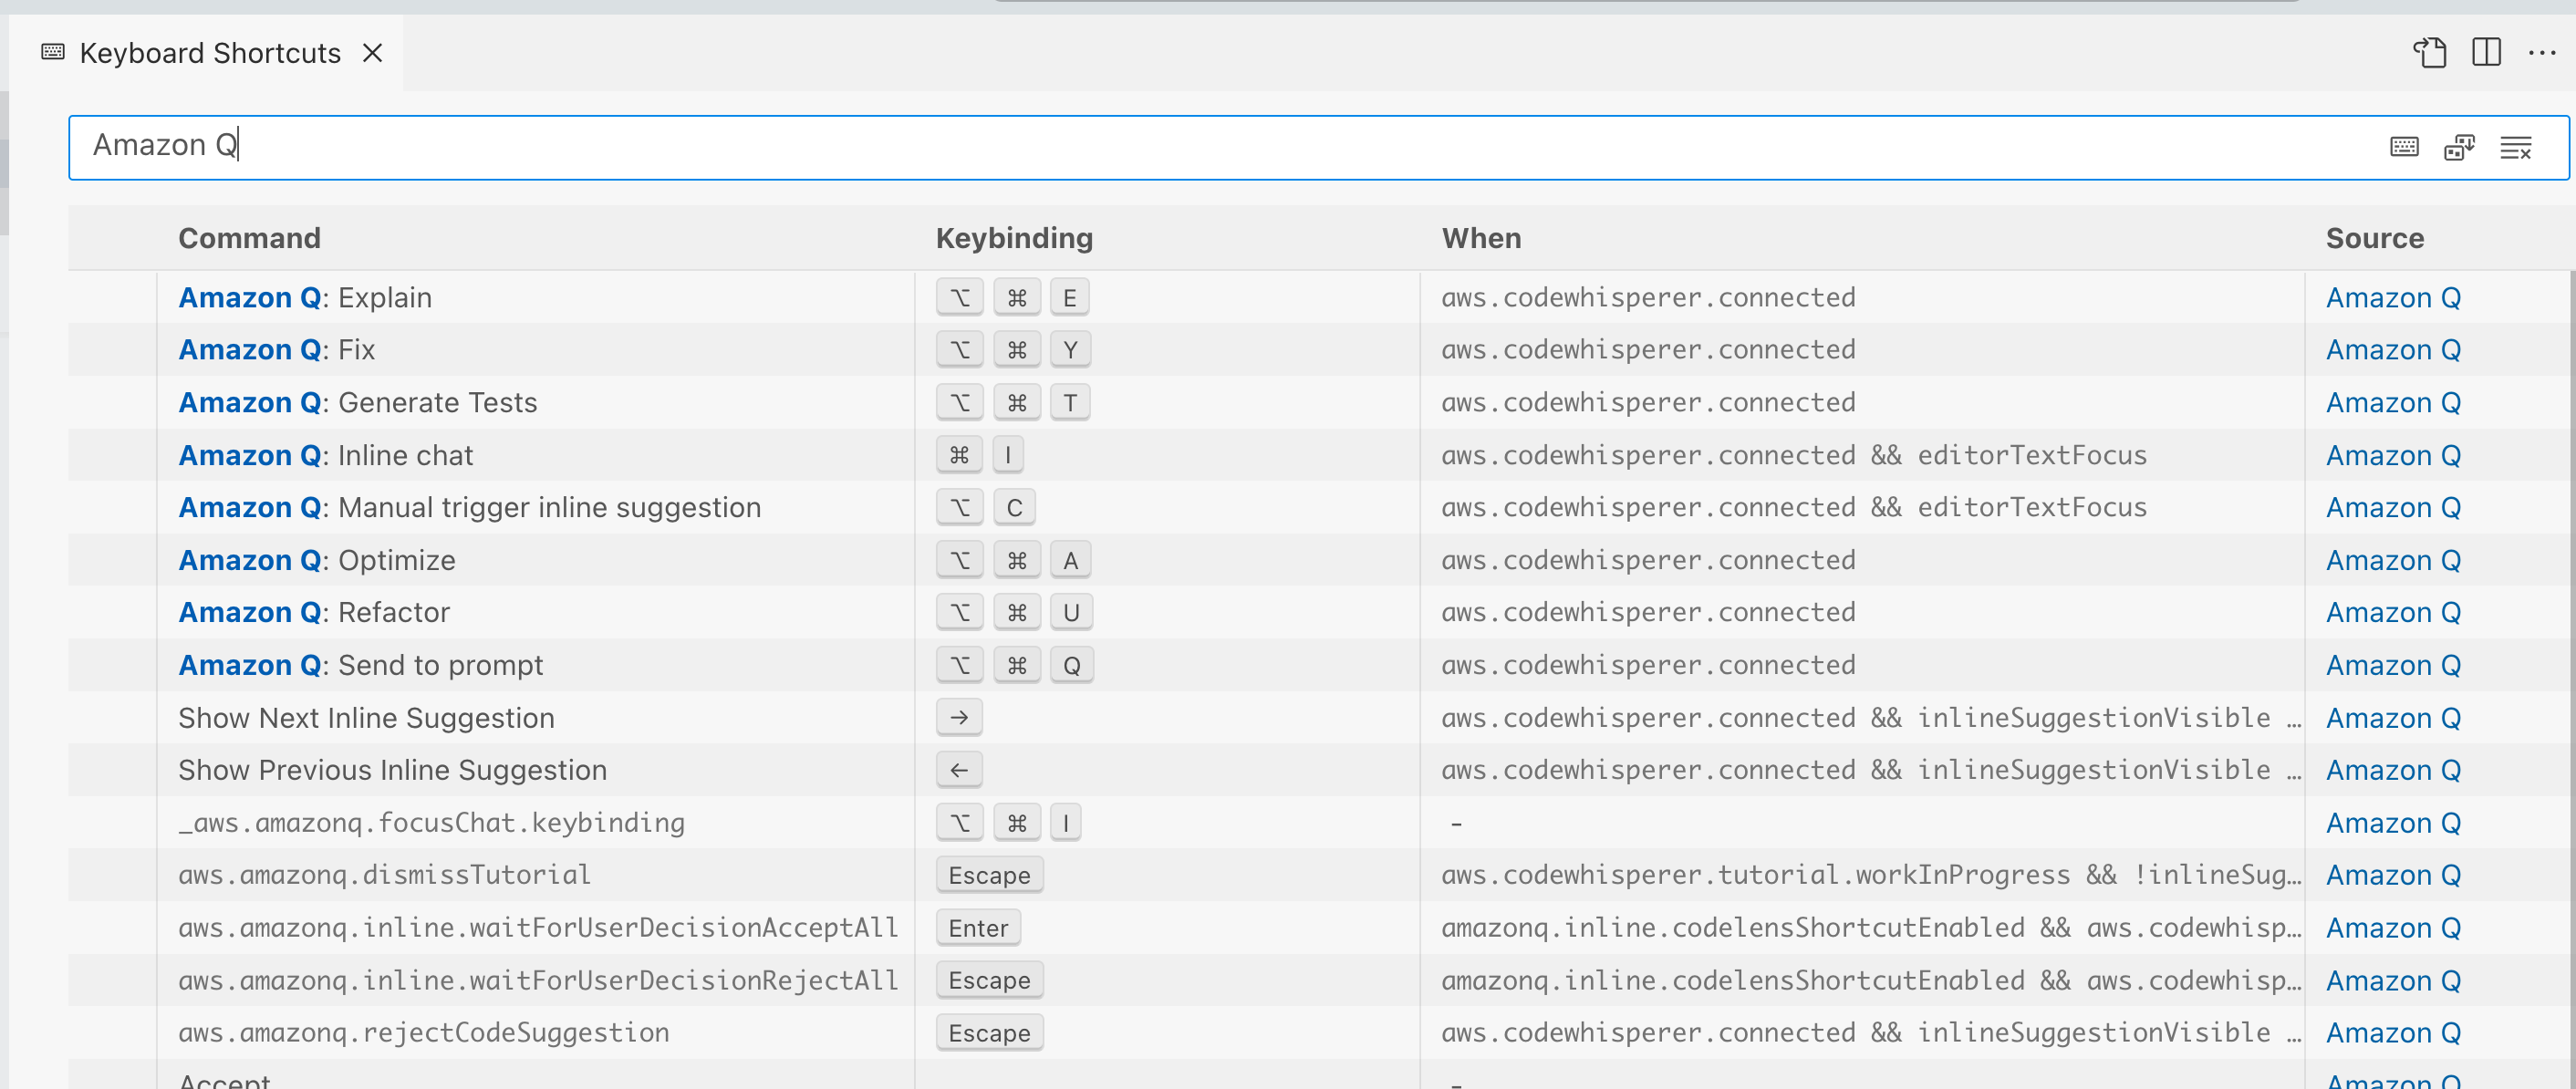 Keyboard Shortcuts
Amazon Q
Command Keybinding When Source
Amazon Q: Explain ⌥ ⌘ E aws.codewhisperer.connected Amazon Q
Amazon Q: Fix ⌥ ⌘ Y aws.codewhisperer.connected Amazon Q
Amazon Q: Generate Tests ⌥ ⌘ T aws.codewhisperer.connected Amazon Q
Amazon Q: Inline chat ⌘ I aws.codewhisperer.connected && editorTextFocus Amazon Q
Amazon Q: Manual trigger inline suggestion ⌥ C aws.codewhisperer.connected && editorTextFocus Amazon Q
Amazon Q: Optimize ⌥ ⌘ A aws.codewhisperer.connected Amazon Q
Amazon Q: Refactor ⌥ ⌘ U aws.codewhisperer.connected Amazon Q
Amazon Q: Send to prompt ⌥ ⌘ Q aws.codewhisperer.connected Amazon Q
Show Next Inline Suggestion → aws.codewhisperer.connected && inlineSuggestionVisible … Amazon Q
Show Previous Inline Suggestion ← aws.codewhisperer.connected && inlineSuggestionVisible … Amazon Q
_aws.amazonq.focusChat.keybinding ⌥ ⌘ I - Amazon Q
aws.amazonq.dismissTutorial Escape aws.codewhisperer.tutorial.workInProgress && !inlineSug… Amazon Q
aws.amazonq.inline.waitForUserDecisionAcceptAll Enter amazonq.inline.codelensShortcutEnabled && aws.codewhisp… Amazon Q
aws.amazonq.inline.waitForUserDecisionRejectAll Escape amazonq.inline.codelensShortcutEnabled && aws.codewhisp… Amazon Q
aws.amazonq.rejectCodeSuggestion Escape aws.codewhisperer.connected && inlineSuggestionVisible … Amazon Q
Accept - Amazon Q